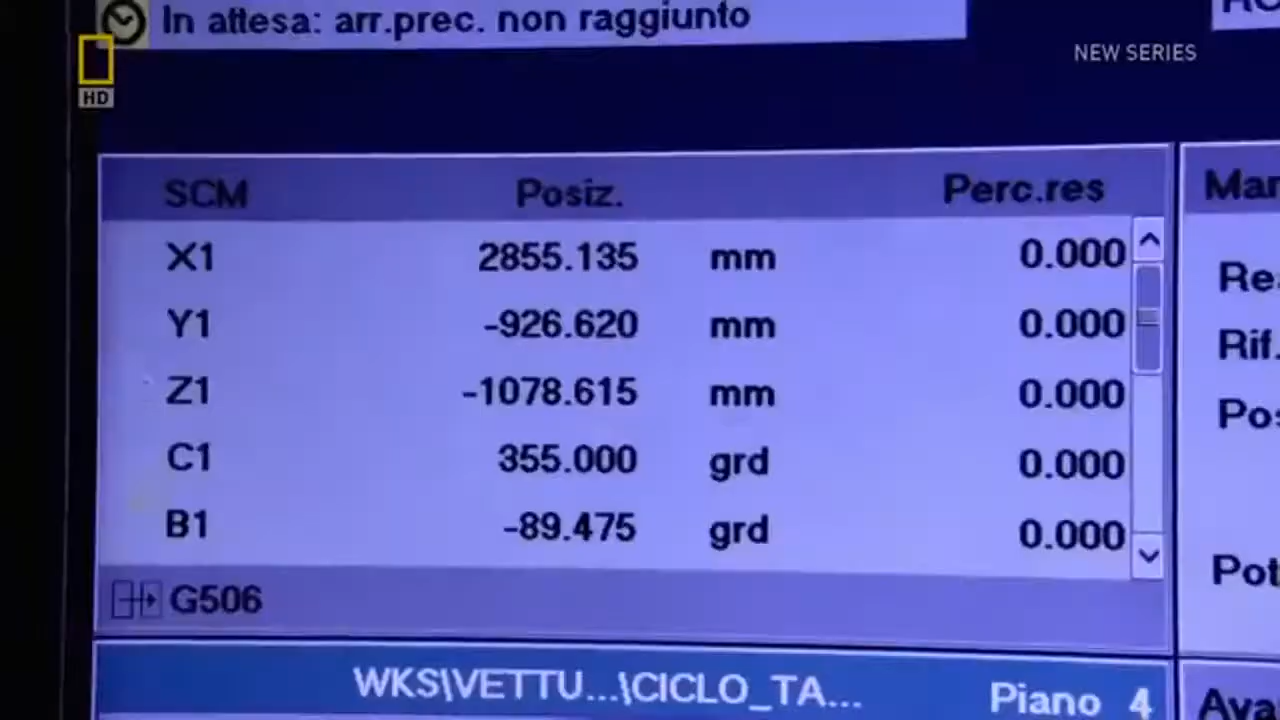 In attesa: arr.prec. non raggiunto
NEW SERIES
HD
SCM Posiz. Perc.res
X1 2855.135 mm 0.000
Y1 -926.620 mm 0.000
Z1 -1078.615 mm 0.000
C1 355.000 grd 0.000
B1 -89.475 grd 0.000
G506
WKS\VETTU...\CICLO_TA...
Piano 4
Rif.